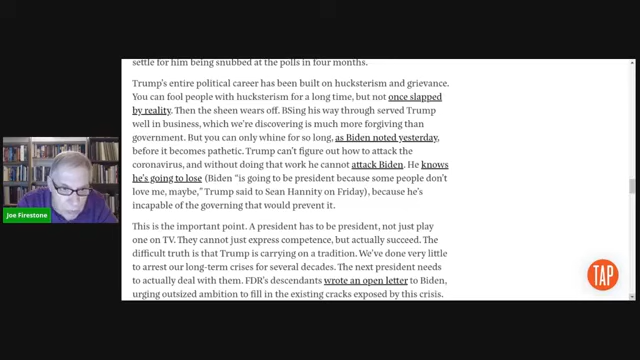 settle for him being snubbed at the polls in four months.
Trump's entire political career has been built on hucksterism and grievance.
You can fool people with hucksterism for a long time, but not once slapped
by reality. Then the sheen wears off. BSing his way through served Trump
well in business, which we're discovering is much more forgiving than
government. But you can only whine for so long, as Biden noted yesterday,
before it becomes pathetic. Trump can't figure out how to attack the
coronavirus, and without doing that work he cannot attack Biden. He knows
he's going to lose (Biden “is going to be president because some people don't
love me, maybe,” Trump said to Sean Hannity on Friday), because he's
incapable of the governing that would prevent it.
This is the important point. A president has to be president, not just play
one on TV. They cannot just express competence, but actually succeed. The
difficult truth is that Trump is carrying on a tradition. We've done very little
to arrest our long-term crises for several decades. The next president needs
to actually deal with them. FDR's descendants wrote an open letter to Biden,
urging outsized ambition to fill in the existing cracks exposed by this crisis.
Joe Firestone
TAP